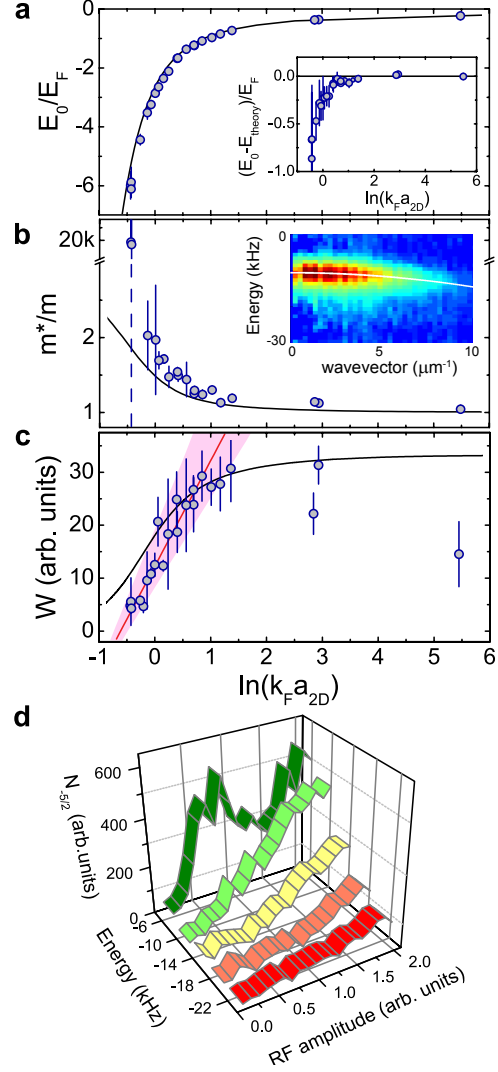 a
0
-2
-4
-6
E0/EF
0.0
-0.5
-1.0
(E0-Etheory)/EF
0 2 4 6
ln(kFa2D)
b
20k
2
1
m*/m
0
-30
Energy (kHz)
0 5 10
wavevector (μm-1)
c
30
20
10
0
W (arb. units)
-1 0 1 2 3 4 5 6
ln(kFa2D)
d
600
400
200
0
N-5/2 (arb.units)
-6
-10
-14
-18
-22
Energy (kHz)
0.0
0.5
1.0
1.5
2.0
RF amplitude (arb. units)